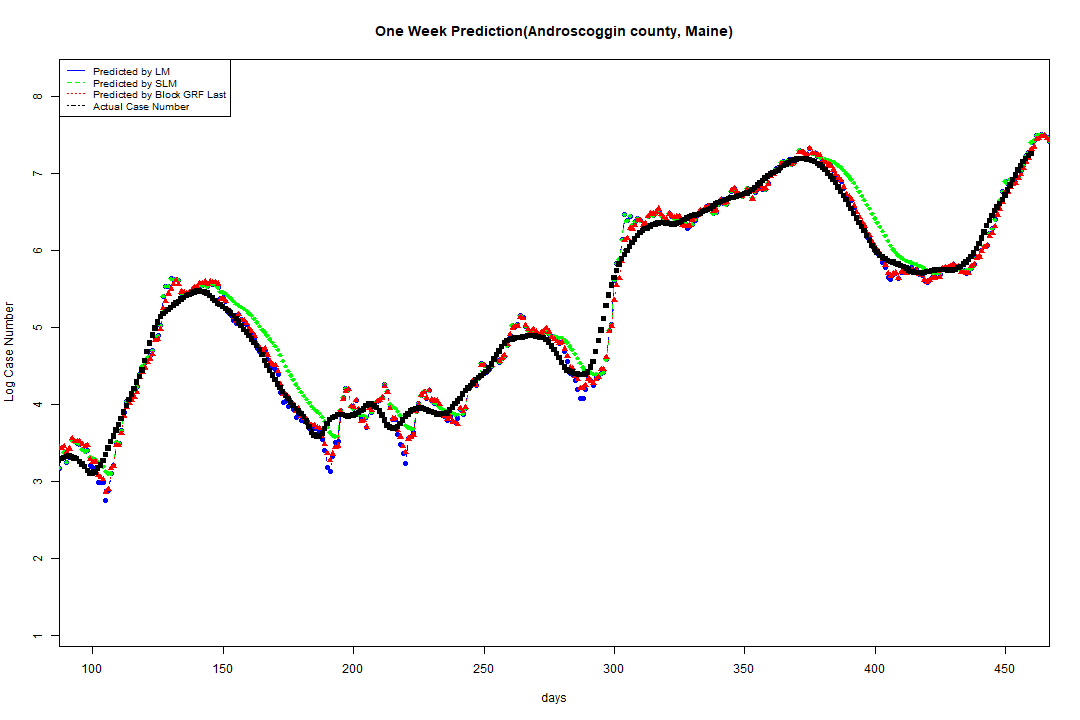 One Week Prediction(Androscoggin county, Maine)
Predicted by LM
Predicted by SLM
Predicted by Block GRF Last
Actual Case Number
Log Case Number
8
7
6
5
4
3
2
1
100 150 200 250 300 350 400 450
days